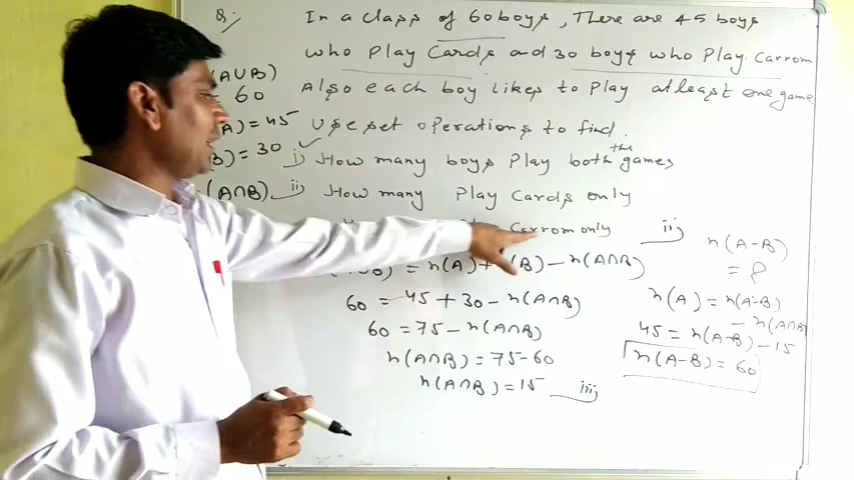 Q. In a class of 60 boys, There are 45 boys
who Play Cards and 30 boys who Play Carrom
(AUB)
60
Also each boy likes to Play atleast one game
A) = 45
Use set operations to find.
B) = 30
i) How many boys Play both the games
(A∩B)
ii) How many Play Cards only
Carrom only
UB) = n(A) + (B) - n(A∩B)
60 = 45 + 30 - n(A∩B)
60 = 75 - n(A∩B)
n(A∩B) = 75-60
n(A∩B) = 15
iii)
ii)
n(A-B)
= ?
n(A) = n(A-B)
- n(A∩B)
45 = n(A-B) - 15
n(A-B) = 60